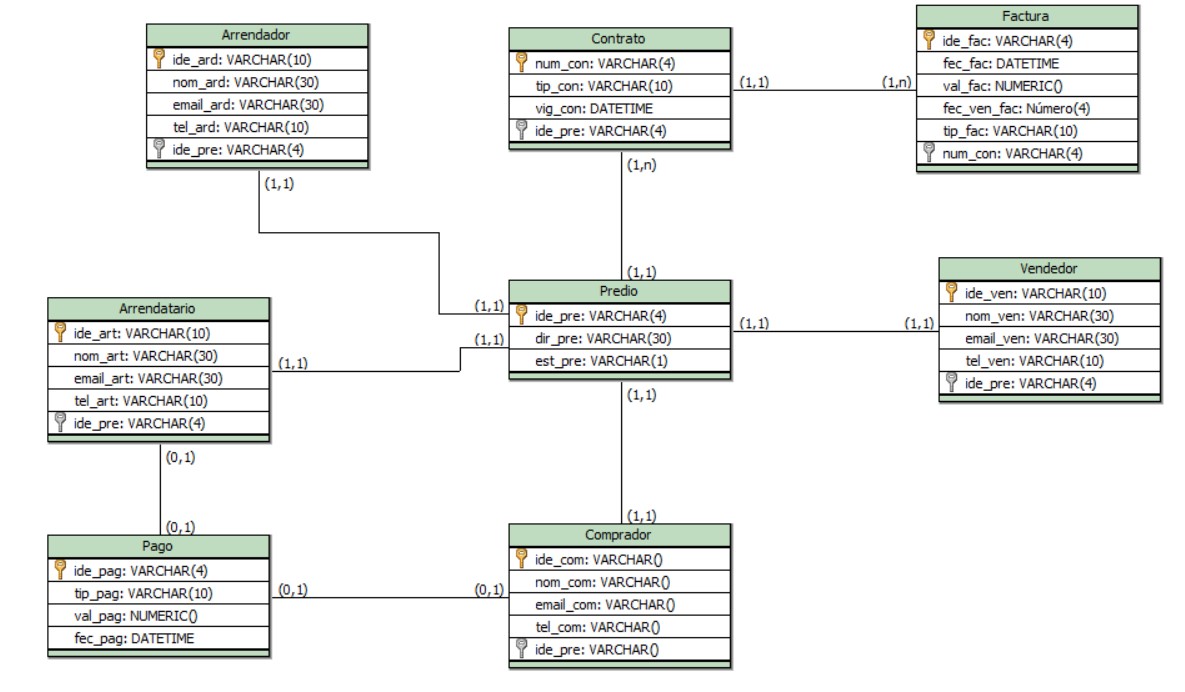 Arrendador
ide_ard: VARCHAR(10)
nom_ard: VARCHAR(30)
email_ard: VARCHAR(30)
tel_ard: VARCHAR(10)
ide_pre: VARCHAR(4)
(1,1)
Contrato
num_con: VARCHAR(4)
tip_con: VARCHAR(10)
vig_con: DATETIME
ide_pre: VARCHAR(4)
(1,1)
(1,n)
(1,n)
Factura
ide_fac: VARCHAR(4)
fec_fac: DATETIME
val_fac: NUMERIC()
fec_ven_fac: Número(4)
tip_fac: VARCHAR(10)
num_con: VARCHAR(4)
Arrendatario
ide_art: VARCHAR(10)
nom_art: VARCHAR(30)
email_art: VARCHAR(30)
tel_art: VARCHAR(10)
ide_pre: VARCHAR(4)
(1,1)
(0,1)
(1,1)
(1,1)
(1,1)
Predio
ide_pre: VARCHAR(4)
dir_pre: VARCHAR(30)
est_pre: VARCHAR(1)
(1,1)
(1,1)
(1,1)
Vendedor
ide_ven: VARCHAR(10)
nom_ven: VARCHAR(30)
email_ven: VARCHAR(30)
tel_ven: VARCHAR(10)
ide_pre: VARCHAR(4)
(0,1)
Pago
ide_pag: VARCHAR(4)
tip_pag: VARCHAR(10)
val_pag: NUMERIC()
fec_pag: DATETIME
(0,1)
(0,1)
(1,1)
Comprador
ide_com: VARCHAR()
nom_com: VARCHAR()
email_com: VARCHAR()
tel_com: VARCHAR()
ide_pre: VARCHAR()